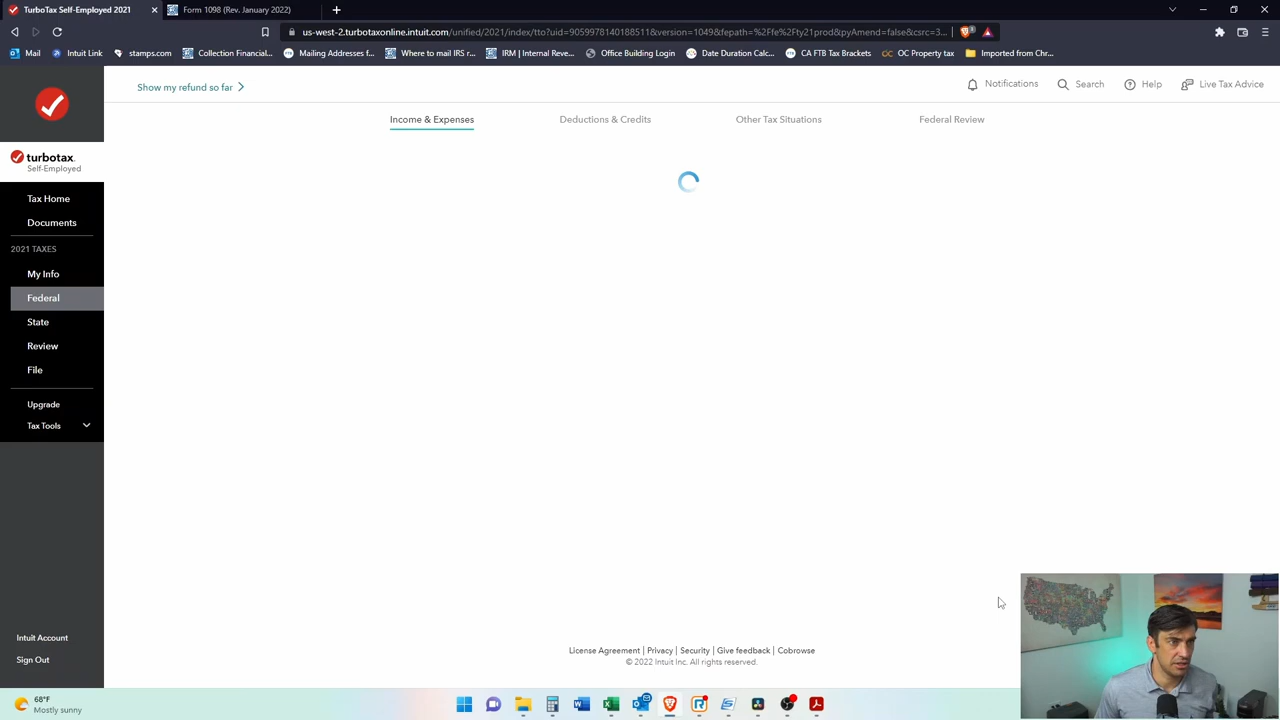 TurboTax Self-Employed 2021
Form 1098 (Rev. January 2022)
us-west-2.turbotaxonline.intuit.com/unified/2021/index/tto?uid=9059978140188511&version=1049&fepath=%2Ffe%2Fty21prod&pyAmend=false&csrc=3...
Mail
Intuit Link
stamps.com
Collection Financial...
Mailing Addresses f...
Where to mail IRS r...
IRM | Internal Reve...
Date Duration Calc...
CA FTB Tax Brackets
OC Property tax
Imported from Chr...
Show my refund so far
Notifications
Search
Help
Live Tax Advice
Income & Expenses
Deductions & Credits
Other Tax Situations
Federal Review
turbotax
Self-Employed
Tax Home
Documents
2021 TAXES
My Info
Federal
State
Review
File
Upgrade
Tax Tools
Intuit Account
Sign Out
License Agreement | Privacy | Security | Give feedback | Cobrowse
© 2022 Intuit Inc. All rights reserved.
68°F
Mostly sunny